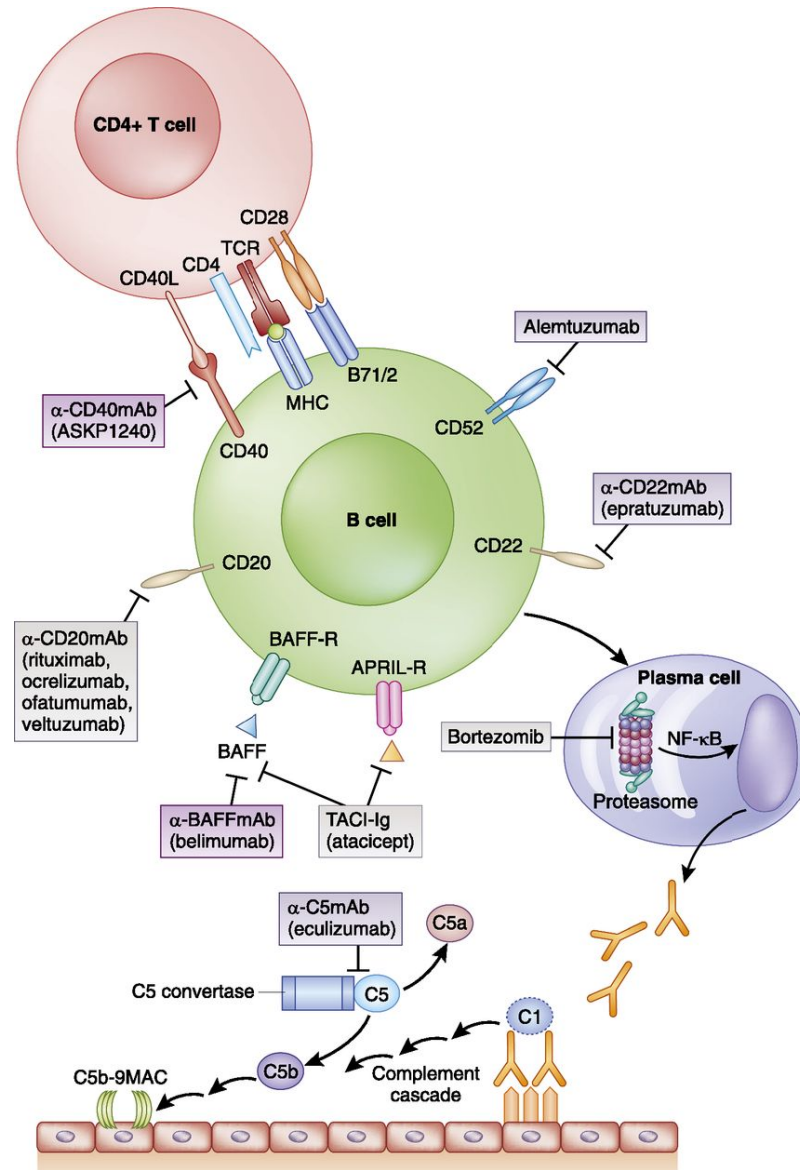 CD4+ T cell
CD28
TCR
CD4
CD40L
Alemtuzumab
B71/2
MHC
CD52
α-CD40mAb
(ASKP1240)
CD40
α-CD22mAb
(epratuzumab)
B cell
CD22
CD20
α-CD20mAb
(rituximab,
ocrelizumab,
ofatumumab,
veltuzumab)
BAFF-R
APRIL-R
Plasma cell
Bortezomib
NF-κB
BAFF
Proteasome
α-BAFFmAb
(belimumab)
TACI-Ig
(atacicept)
α-C5mAb
(eculizumab)
C5a
C5 convertase
C5
C1
C5b
C5b-9MAC
Complement
cascade